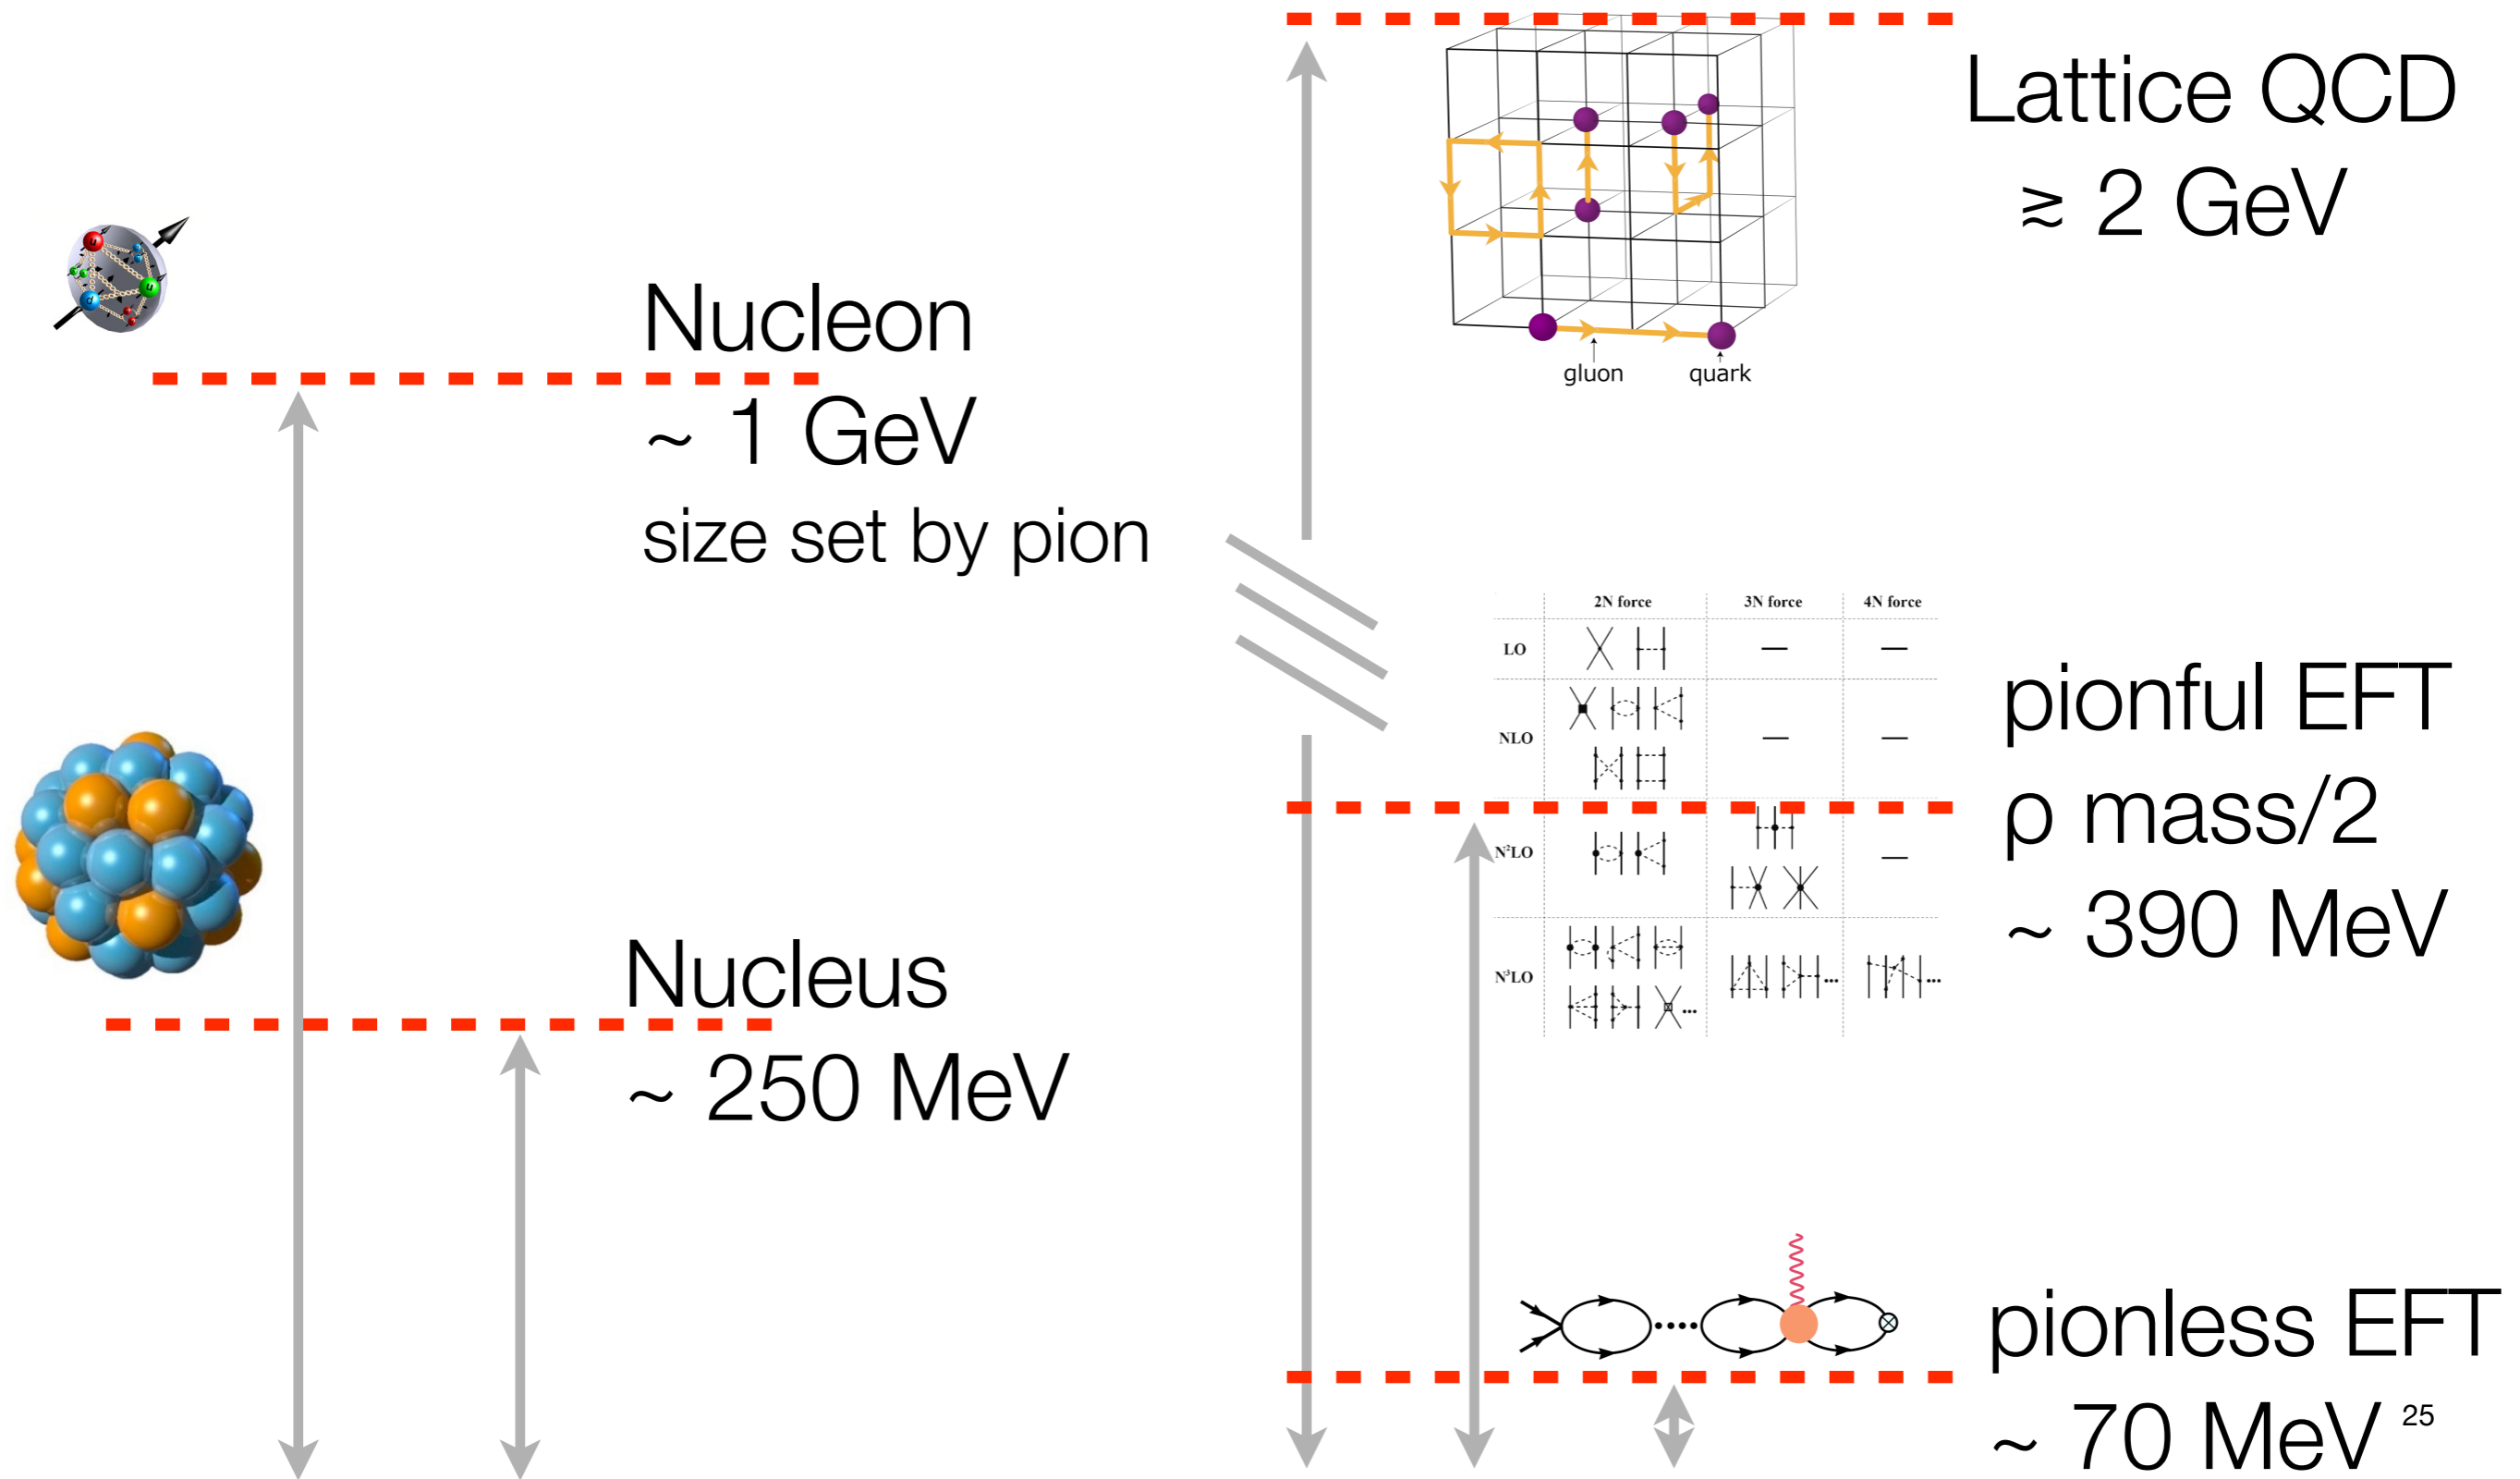 Lattice QCD
≳ 2 GeV
u
u
d
Nucleon
~ 1 GeV
size set by pion
gluon quark
2N force 3N force 4N force
LO — —
NLO — —
N²LO —
N³LO ... ... ...
pionful EFT
ρ mass/2
~ 390 MeV
Nucleus
~ 250 MeV
pionless EFT
~ 70 MeV
25